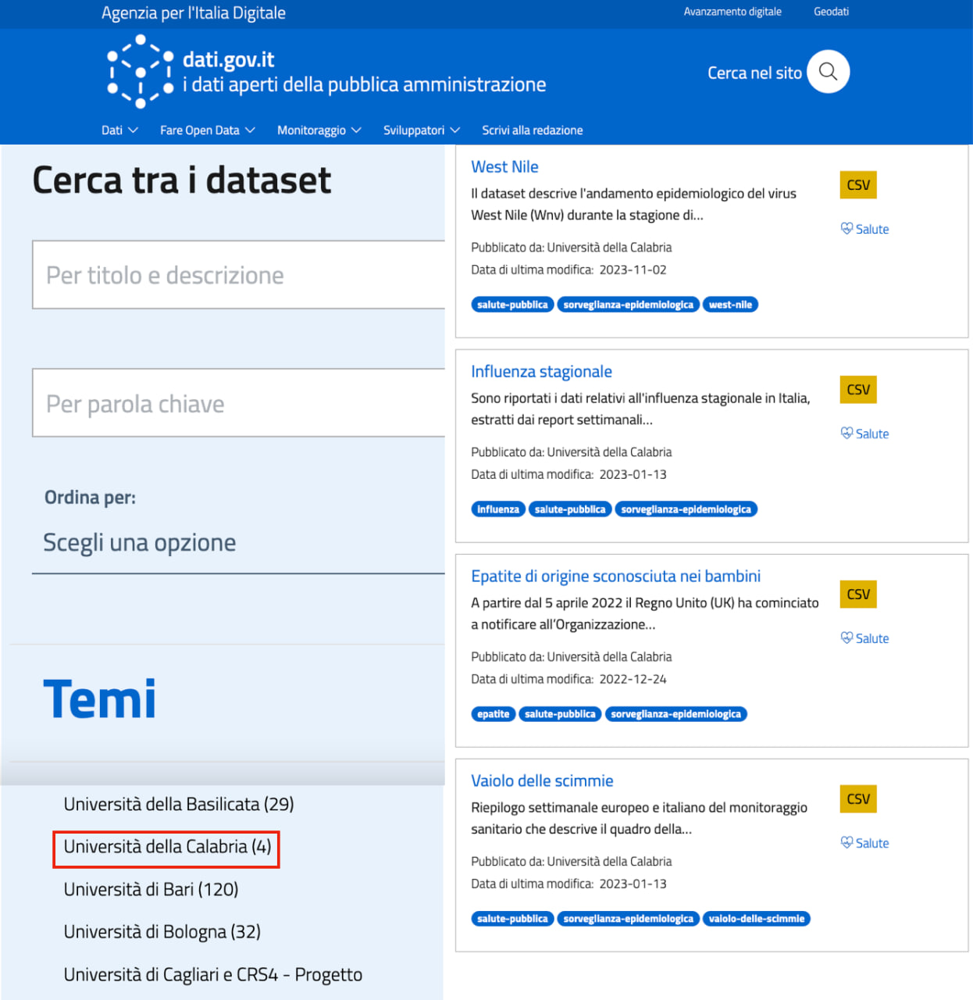 Agenzia per l'Italia Digitale
Avanzamento digitale
Geodati
dati.gov.it
i dati aperti della pubblica amministrazione
Cerca nel sito
Dati
Fare Open Data
Monitoraggio
Sviluppatori
Scrivi alla redazione
Cerca tra i dataset
Per titolo e descrizione
Per parola chiave
Ordina per:
Scegli una opzione
Temi
Università della Basilicata (29)
Università della Calabria (4)
Università di Bari (120)
Università di Bologna (32)
Università di Cagliari e CRS4 - Progetto
West Nile
Il dataset descrive l'andamento epidemiologico del virus
West Nile (Wnv) durante la stagione di...
Pubblicato da: Università della Calabria
Data di ultima modifica: 2023-11-02
salute-pubblica sorveglianza-epidemiologica west-nile
CSV
Salute
Influenza stagionale
Sono riportati i dati relativi all'influenza stagionale in Italia,
estratti dai report settimanali...
Pubblicato da: Università della Calabria
Data di ultima modifica: 2023-01-13
influenza salute-pubblica sorveglianza-epidemiologica
CSV
Salute
Epatite di origine sconosciuta nei bambini
A partire dal 5 aprile 2022 il Regno Unito (UK) ha cominciato
a notificare all’Organizzazione...
Pubblicato da: Università della Calabria
Data di ultima modifica: 2022-12-24
epatite salute-pubblica sorveglianza-epidemiologica
CSV
Salute
Vaiolo delle scimmie
Riepilogo settimanale europeo e italiano del monitoraggio
sanitario che descrive il quadro della...
Pubblicato da: Università della Calabria
Data di ultima modifica: 2023-01-13
salute-pubblica sorveglianza-epidemiologica vaiolo-delle-scimmie
CSV
Salute